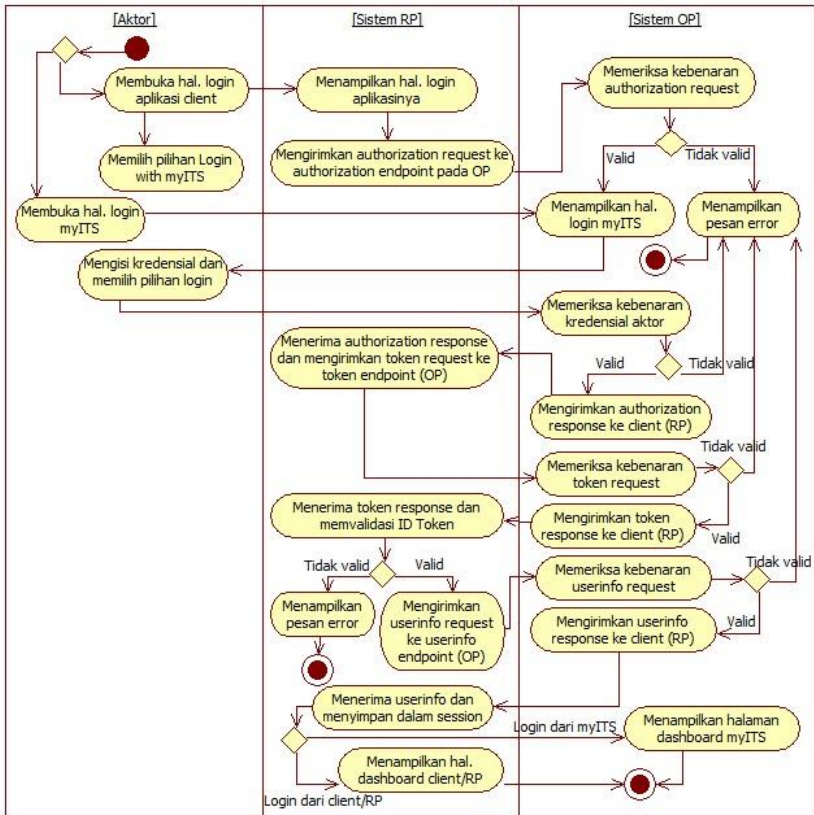 [Aktor]
[Sistem RP]
[Sistem OP]
Membuka hal. login
aplikasi client
Menampilkan hal. login
aplikasinya
Memeriksa kebenaran
authorization request
Memilih pilihan Login
with myITS
Mengirimkan authorization request ke
authorization endpoint pada OP
Valid
Tidak valid
Membuka hal. login
myITS
Menampilkan hal.
login myITS
Menampilkan
pesan error
Mengisi kredensial dan
memilih pilihan login
Memeriksa kebenaran
kredensial aktor
Menerima authorization response
dan mengirimkan token request ke
token endpoint (OP)
Valid
Tidak valid
Mengirimkan authorization
response ke client (RP)
Tidak valid
Memeriksa kebenaran
token request
Menerima token response dan
memvalidasi ID Token
Mengirimkan token
response ke client (RP)
Valid
Tidak valid
Valid
Memeriksa kebenaran
userinfo request
Tidak valid
Menampilkan
pesan error
Mengirimkan userinfo request
ke userinfo
endpoint (OP)
Mengirimkan userinfo
response ke client (RP)
Valid
Menerima userinfo dan
menyimpan dalam session
Login dari myITS
Menampilkan halaman
dashboard myITS
Menampilkan hal.
dashboard client/RP
Login dari client/RP